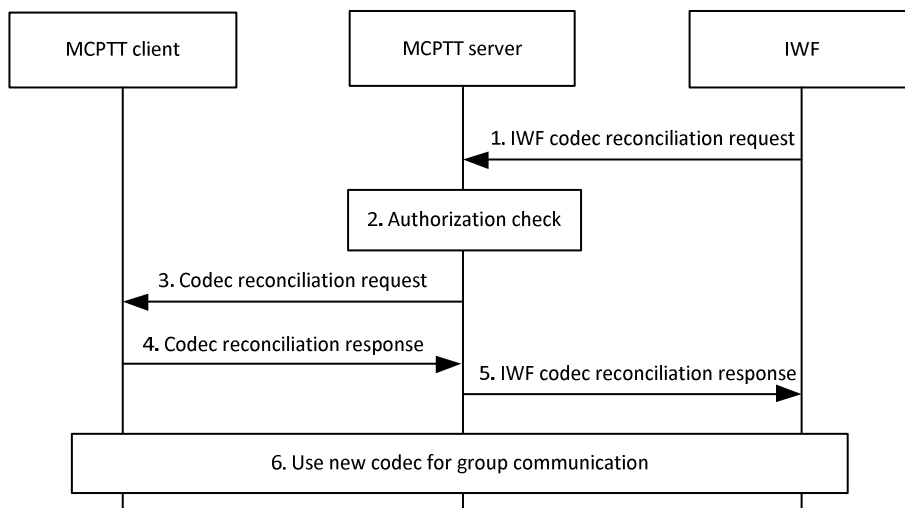 MCPTT client
MCPTT server
IWF
1. IWF codec reconciliation request
2. Authorization check
3. Codec reconciliation request
4. Codec reconciliation response
5. IWF codec reconciliation response
6. Use new codec for group communication